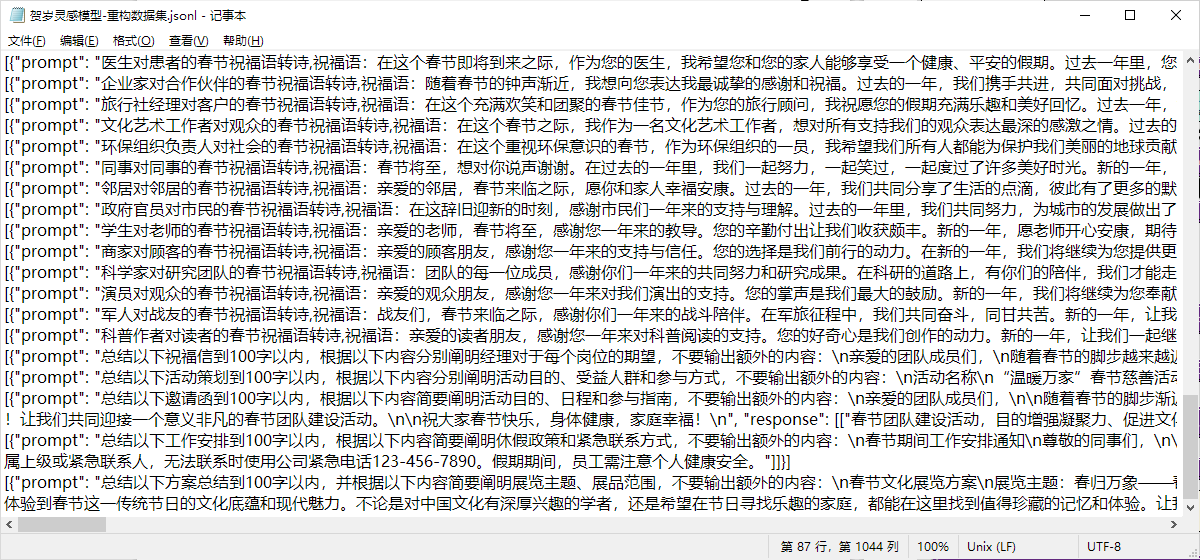 贺岁灵感模型-重构数据集.jsonl - 记事本
文件(F) 编辑(E) 格式(O) 查看(V) 帮助(H)
[{"prompt": "医生对患者的春节祝福语转诗,祝福语：在这个春节即将到来之际，作为您的医生，我希望您和您的家人能够享受一个健康、平安的假期。过去一年里，您
[{"prompt": "企业家对合作伙伴的春节祝福语转诗,祝福语：随着春节的钟声渐近，我想向您表达我最诚挚的感谢和祝福。过去的一年，我们携手共进，共同面对挑战，
[{"prompt": "旅行社经理对客户的春节祝福语转诗,祝福语：在这个充满欢笑和团聚的春节佳节，作为您的旅行顾问，我祝愿您的假期充满乐趣和美好回忆。过去一年，
[{"prompt": "文化艺术工作者对观众的春节祝福语转诗,祝福语：在这个春节之际，我作为一名文化艺术工作者，想对所有支持我们的观众表达最深的感激之情。过去的
[{"prompt": "环保组织负责人对社会的春节祝福语转诗,祝福语：在这个重视环保意识的春节，作为环保组织的一员，我希望我们所有人都能为保护我们美丽的地球贡献
[{"prompt": "同事对同事的春节祝福语转诗,祝福语：春节将至，想对你说声谢谢。在过去的一年里，我们一起努力，一起笑过，一起度过了许多美好时光。新的一年，
[{"prompt": "邻居对邻居的春节祝福语转诗,祝福语：亲爱的邻居，春节来临之际，愿你和家人幸福安康。过去的一年，我们共同分享了生活的点滴，彼此有了更多的默
[{"prompt": "政府官员对市民的春节祝福语转诗,祝福语：在这辞旧迎新的时刻，感谢市民们一年来的支持与理解。过去的一年里，我们共同努力，为城市的发展做出了
[{"prompt": "学生对老师的春节祝福语转诗,祝福语：亲爱的老师，春节将至，感谢您一年来的教导。您的辛勤付出让我们收获颇丰。新的一年，愿老师开心安康，期待
[{"prompt": "商家对顾客的春节祝福语转诗,祝福语：亲爱的顾客朋友，感谢您一年来的支持与信任。您的选择是我们前行的动力。在新的一年，我们将继续为您提供更
[{"prompt": "科学家对研究团队的春节祝福语转诗,祝福语：团队的每一位成员，感谢你们一年来的共同努力和研究成果。在科研的道路上，有你们的陪伴，我们才能走
[{"prompt": "演员对观众的春节祝福语转诗,祝福语：亲爱的观众朋友，感谢您一年来对我们演出的支持。您的掌声是我们最大的鼓励。新的一年，我们将继续为您奉献
[{"prompt": "军人对战友的春节祝福语转诗,祝福语：战友们，春节来临之际，感谢你们一年来的战斗陪伴。在军旅征程中，我们共同奋斗，同甘共苦。新的一年，让我
[{"prompt": "科普作者对读者的春节祝福语转诗,祝福语：亲爱的读者朋友，感谢您一年来对科普阅读的支持。您的好奇心是我们创作的动力。新的一年，让我们一起继
[{"prompt": "总结以下祝福信到100字以内，根据以下内容分别阐明经理对于每个岗位的期望，不要输出额外的内容：\n亲爱的团队成员们，\n随着春节的脚步越来越近
[{"prompt": "总结以下活动策划到100字以内，根据以下内容分别阐明活动目的、受益人群和参与方式，不要输出额外的内容：\n活动名称\n“温暖万家”春节慈善活动
[{"prompt": "总结以下邀请函到100字以内，根据以下内容简要阐明活动目的、日程和参与指南，不要输出额外的内容：\n亲爱的团队成员们，\n\n随着春节的脚步渐近
！让我们共同迎接一个意义非凡的春节团队建设活动。\n\n祝大家春节快乐，身体健康，家庭幸福！\n", "response": [["春节团队建设活动，目的增强凝聚力、促进文化
[{"prompt": "总结以下工作安排到100字以内，根据以下内容简要阐明休假政策和紧急联系方式，不要输出额外的内容：\n春节期间工作安排通知\n尊敬的同事们，\n\
属上级或紧急联系人，无法联系时使用公司紧急电话123-456-7890。假期期间，员工需注意个人健康安全。"]]}]
[{"prompt": "总结以下方案总结到100字以内，并根据以下内容简要阐明展览主题、展品范围，不要输出额外的内容：\n春节文化展览方案\n展览主题：春归万象——春
体验到春节这一传统节日的文化底蕴和现代魅力。不论是对中国文化有深厚兴趣的学者，还是希望在节日寻找乐趣的家庭，都能在这里找到值得珍藏的记忆和体验。让我
第 87 行，第 1044 列 100% Unix (LF) UTF-8